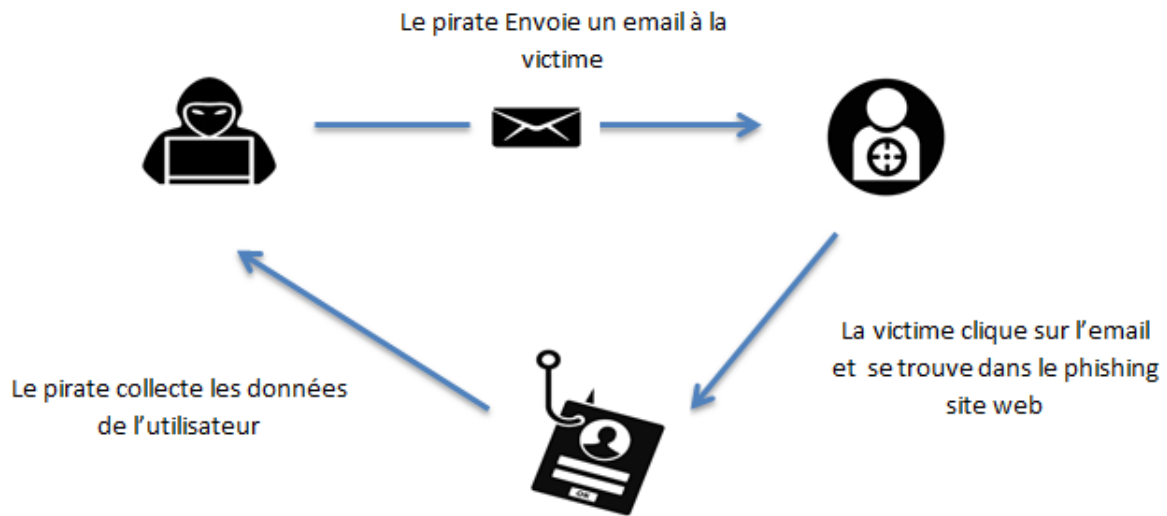 Le pirate Envoie un email à la
victime
La victime clique sur l'email
et se trouve dans le phishing
site web
Le pirate collecte les données
de l'utilisateur
OK